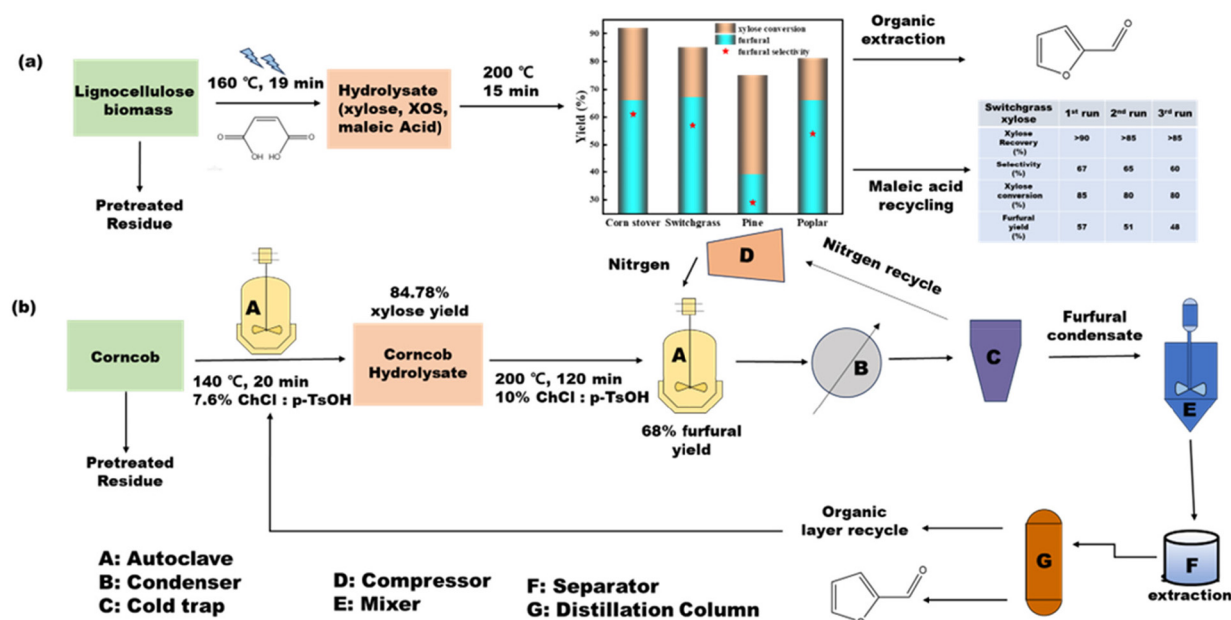 (a)
Lignocellulose
biomass
160 ℃, 19 min
O
OH
HO
O
Hydrolysate
(xylose, XOS,
maleic Acid)
200 ℃
15 min
Pretreated
Residue
Yield (%)
90
80
70
60
50
40
30
xylose conversion
furfural
furfural selectivity
Corn stover
Switchgrass
Pine
Poplar
Organic
extraction
O
O
Maleic acid
recycling
Switchgrass xylose 1st run 2nd run 3rd run
Xylose Recovery (%) >90 >85 >85
Selectivity (%) 67 65 60
Xylose conversion (%) 85 80 80
Furfural yield (%) 57 51 48
(b)
Corncob
A
140 ℃, 20 min
7.6% ChCl : p-TsOH
84.78%
xylose yield
Corncob
Hydrolysate
200 ℃, 120 min
10% ChCl : p-TsOH
Nitrgen
D
A
68% furfural
yield
B
Nitrgen recycle
C
Furfural
condensate
E
Pretreated
Residue
Organic
layer recycle
G
F
extraction
O
O
A: Autoclave
B: Condenser
C: Cold trap
D: Compressor
E: Mixer
F: Separator
G: Distillation Column